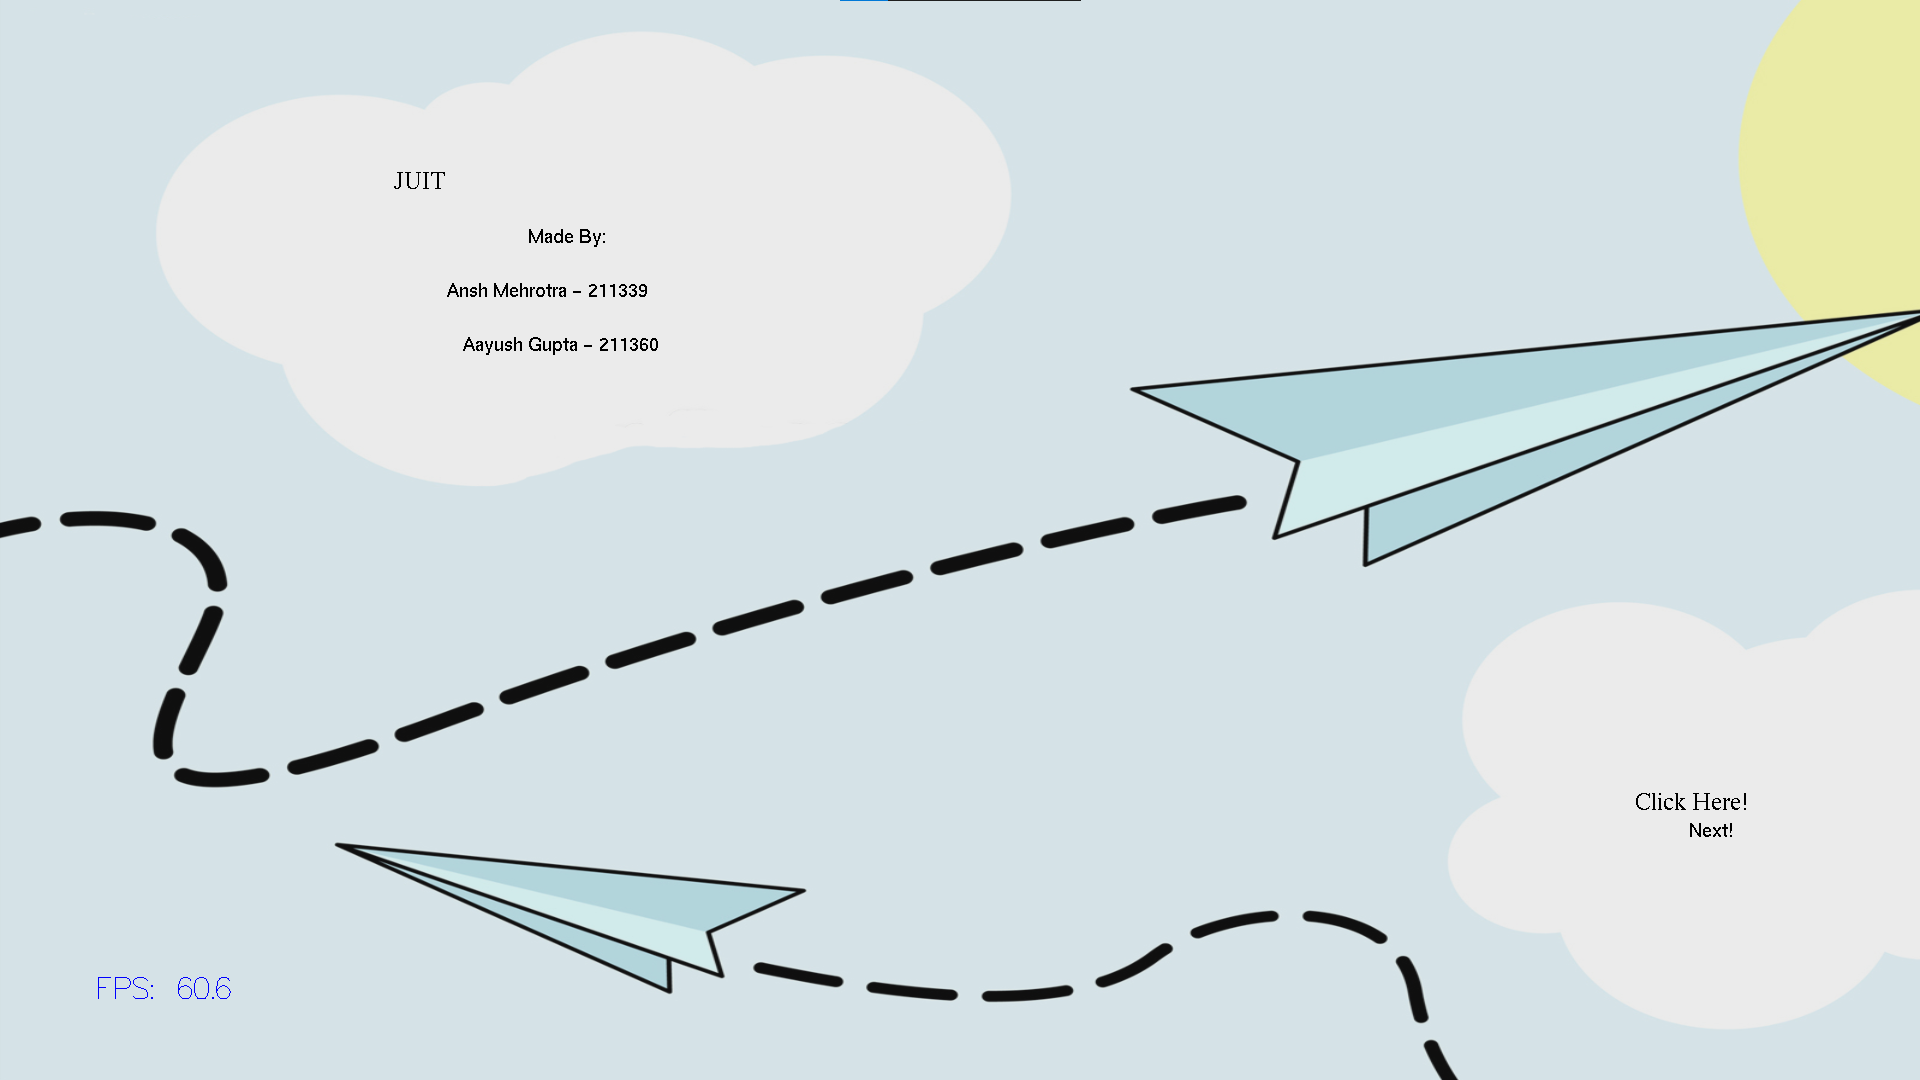 JUIT
Made By:
Ansh Mehrotra - 211339
Aayush Gupta - 211360
Click Here!
Next!
FPS: 60.6